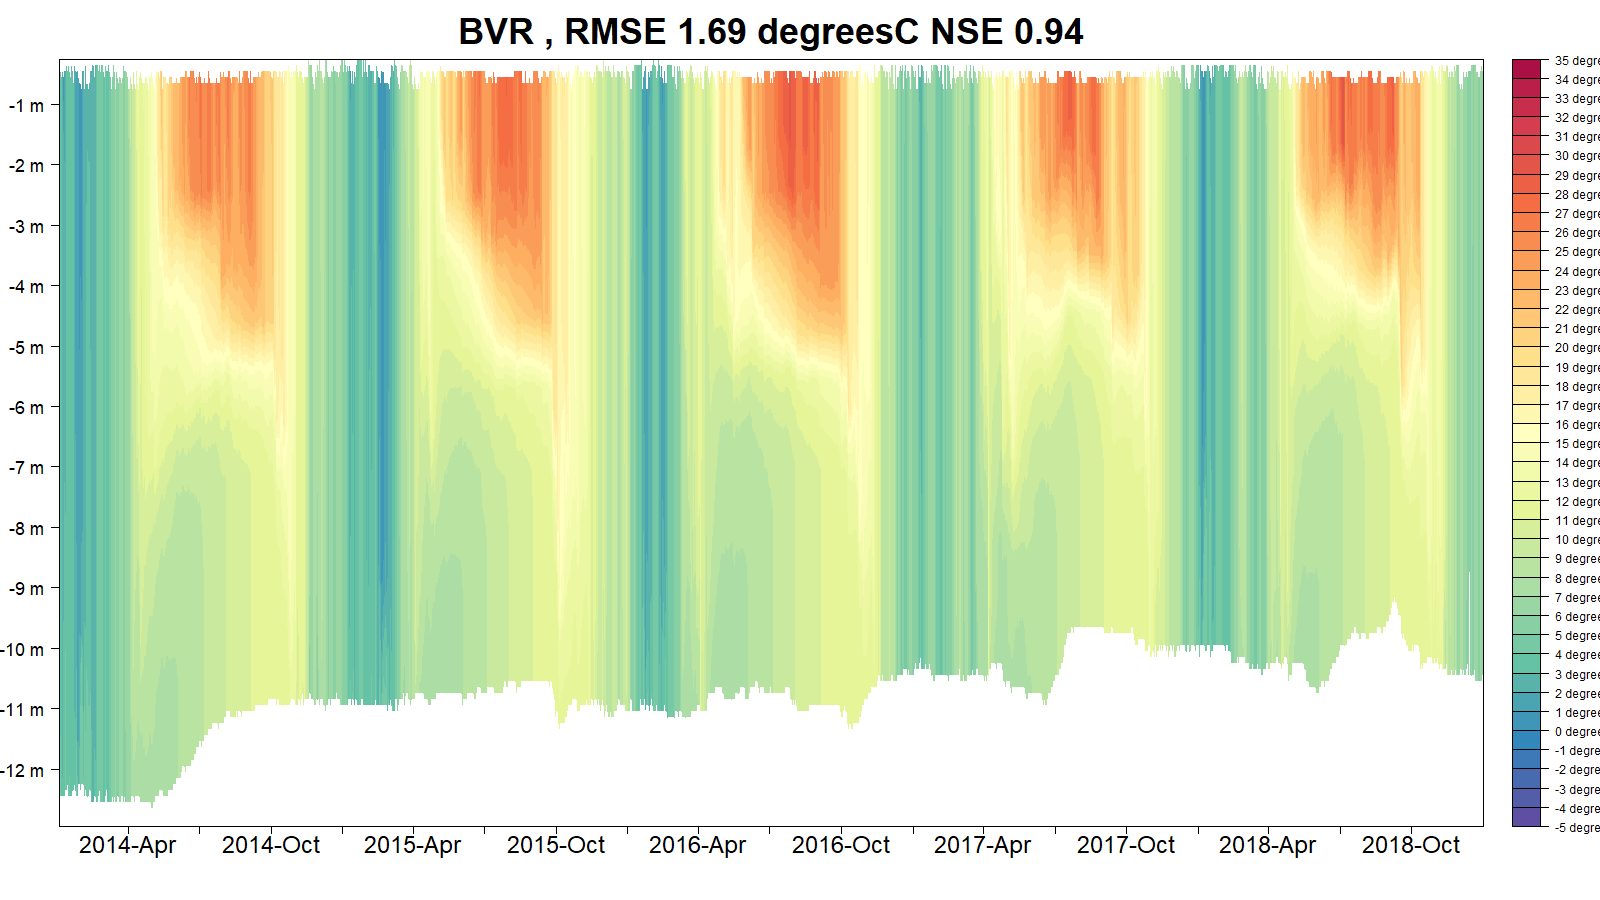 BVR , RMSE 1.69 degreesC NSE 0.94
-1 m
-2 m
-3 m
-4 m
-5 m
-6 m
-7 m
-8 m
-9 m
-10 m
-11 m
-12 m
2014-Apr
2014-Oct
2015-Apr
2015-Oct
2016-Apr
2016-Oct
2017-Apr
2017-Oct
2018-Apr
2018-Oct
35 degre
34 degre
33 degre
32 degre
31 degre
30 degre
29 degre
28 degre
27 degre
26 degre
25 degre
24 degre
23 degre
22 degre
21 degre
20 degre
19 degre
18 degre
17 degre
16 degre
15 degre
14 degre
13 degre
12 degre
11 degre
10 degre
9 degree
8 degree
7 degree
6 degree
5 degree
4 degree
3 degree
2 degree
1 degree
0 degree
-1 degre
-2 degre
-3 degre
-4 degre
-5 degre